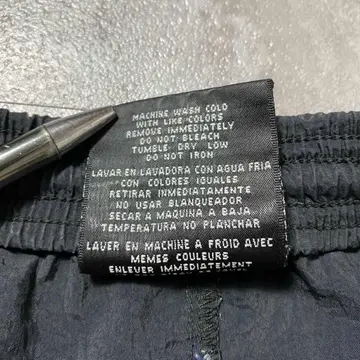 MACHINE WASH COLD
WITH LIKE COLORS
REMOVE IMMEDIATELY
DO NOT BLEACH
TUMBLE DRY LOW
DO NOT IRON
LAVAR EN LAVADORA CON AGUA FRIA
CON COLORES IGUALES
RETIRAR INMEDIATAMENTE
NO USAR BLANQUEADOR
SECAR A MAQUINA A BAJA
TEMPERATURA NO PLANCHAR
LAVER EN MACHINE A FROID AVEC
MEMES COULEURS
ENLEVER IMMEDIATEMENT